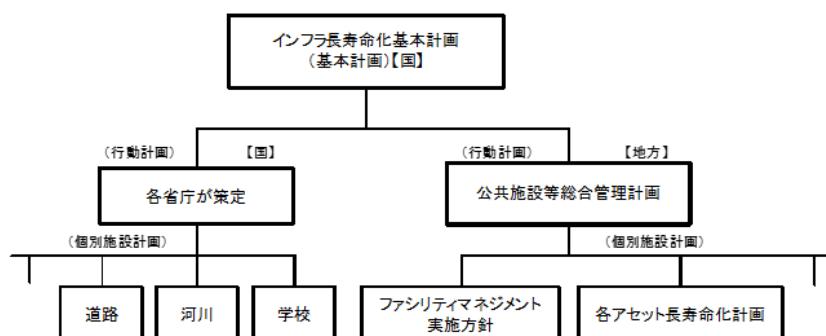 インフラ長寿命化基本計画
(基本計画)【国】
(行動計画)
【国】
(行動計画)
【地方】
各省庁が策定
公共施設等総合管理計画
(個別施設計画)
(個別施設計画)
道路
河川
学校
ファシリティマネジメント
実施方針
各アセット長寿命化計画